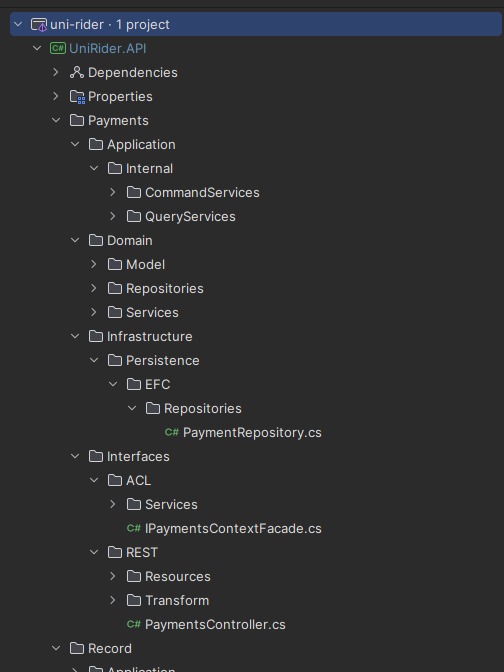 uni-rider · 1 project
C# UniRider.API
Dependencies
Properties
Payments
Application
Internal
CommandServices
QueryServices
Domain
Model
Repositories
Services
Infrastructure
Persistence
EFC
Repositories
C# PaymentRepository.cs
Interfaces
ACL
Services
C# IPaymentsContextFacade.cs
REST
Resources
Transform
C# PaymentsController.cs
Record
Application